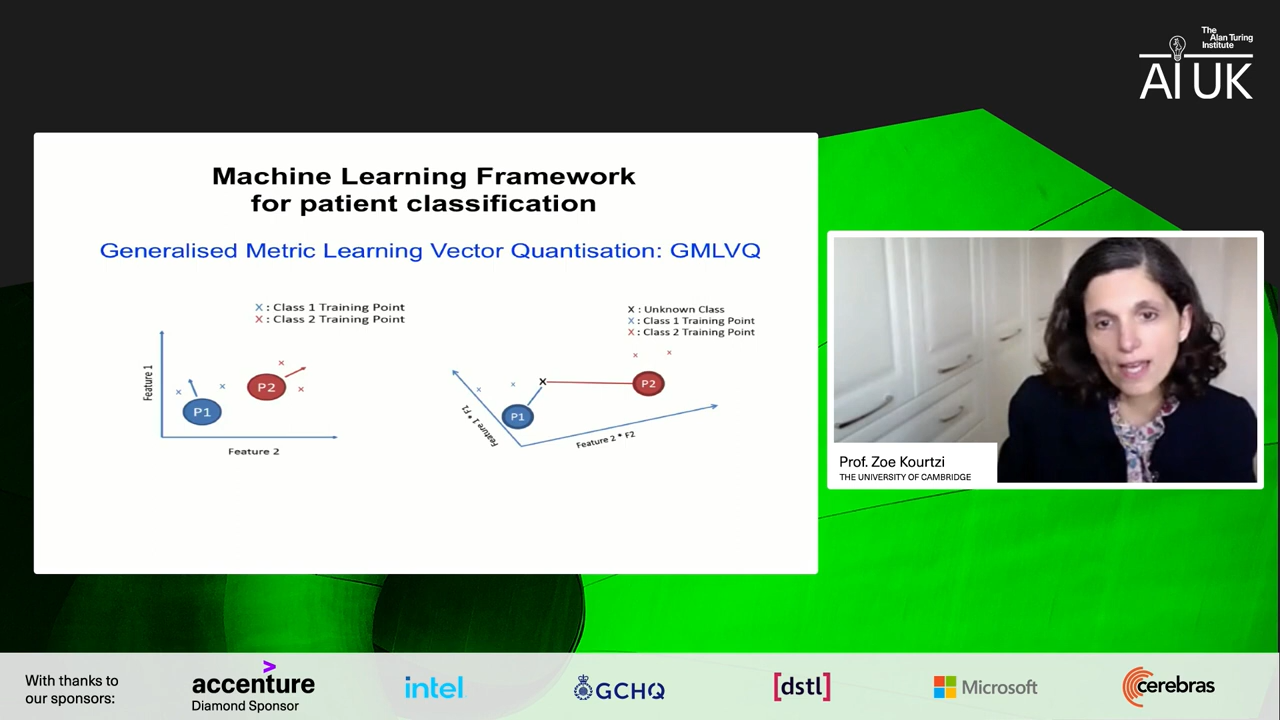 The
Alan Turing
Institute
AI UK
Machine Learning Framework
for patient classification
Generalised Metric Learning Vector Quantisation: GMLVQ
X : Class 1 Training Point
X : Class 2 Training Point
Feature 1
P1
P2
Feature 2
X : Unknown Class
X : Class 1 Training Point
X : Class 2 Training Point
X
P1
P2
Feature 1 * F1
Feature 2 * F2
Prof. Zoe Kourtzi
THE UNIVERSITY OF CAMBRIDGE
With thanks to
our sponsors:
accenture
Diamond Sponsor
intel
GCHQ
[dstl]
Microsoft
cerebras